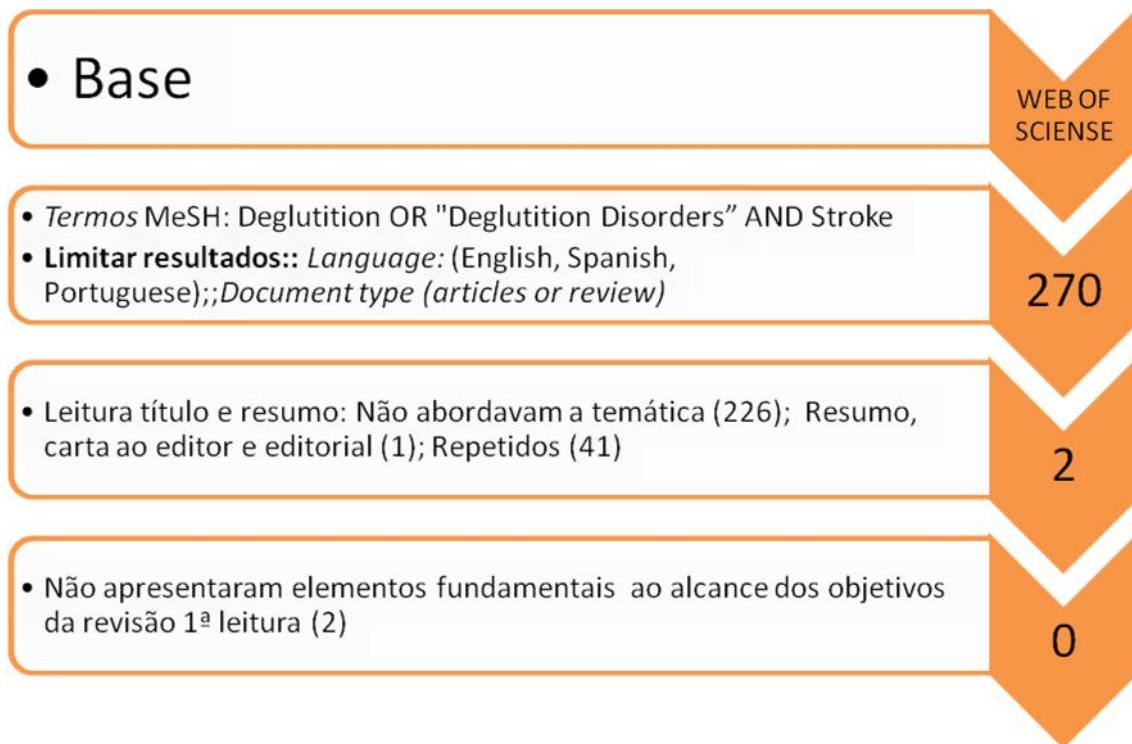 • Base
WEB OF
SCIENSE
• Termos MeSH: Deglutition OR "Deglutition Disorders” AND Stroke
• Limitar resultados:: Language: (English, Spanish,
Portuguese);;Document type (articles or review)
270
• Leitura título e resumo: Não abordavam a temática (226); Resumo,
carta ao editor e editorial (1); Repetidos (41)
2
• Não apresentaram elementos fundamentais ao alcance dos objetivos
da revisão 1ª leitura (2)
0